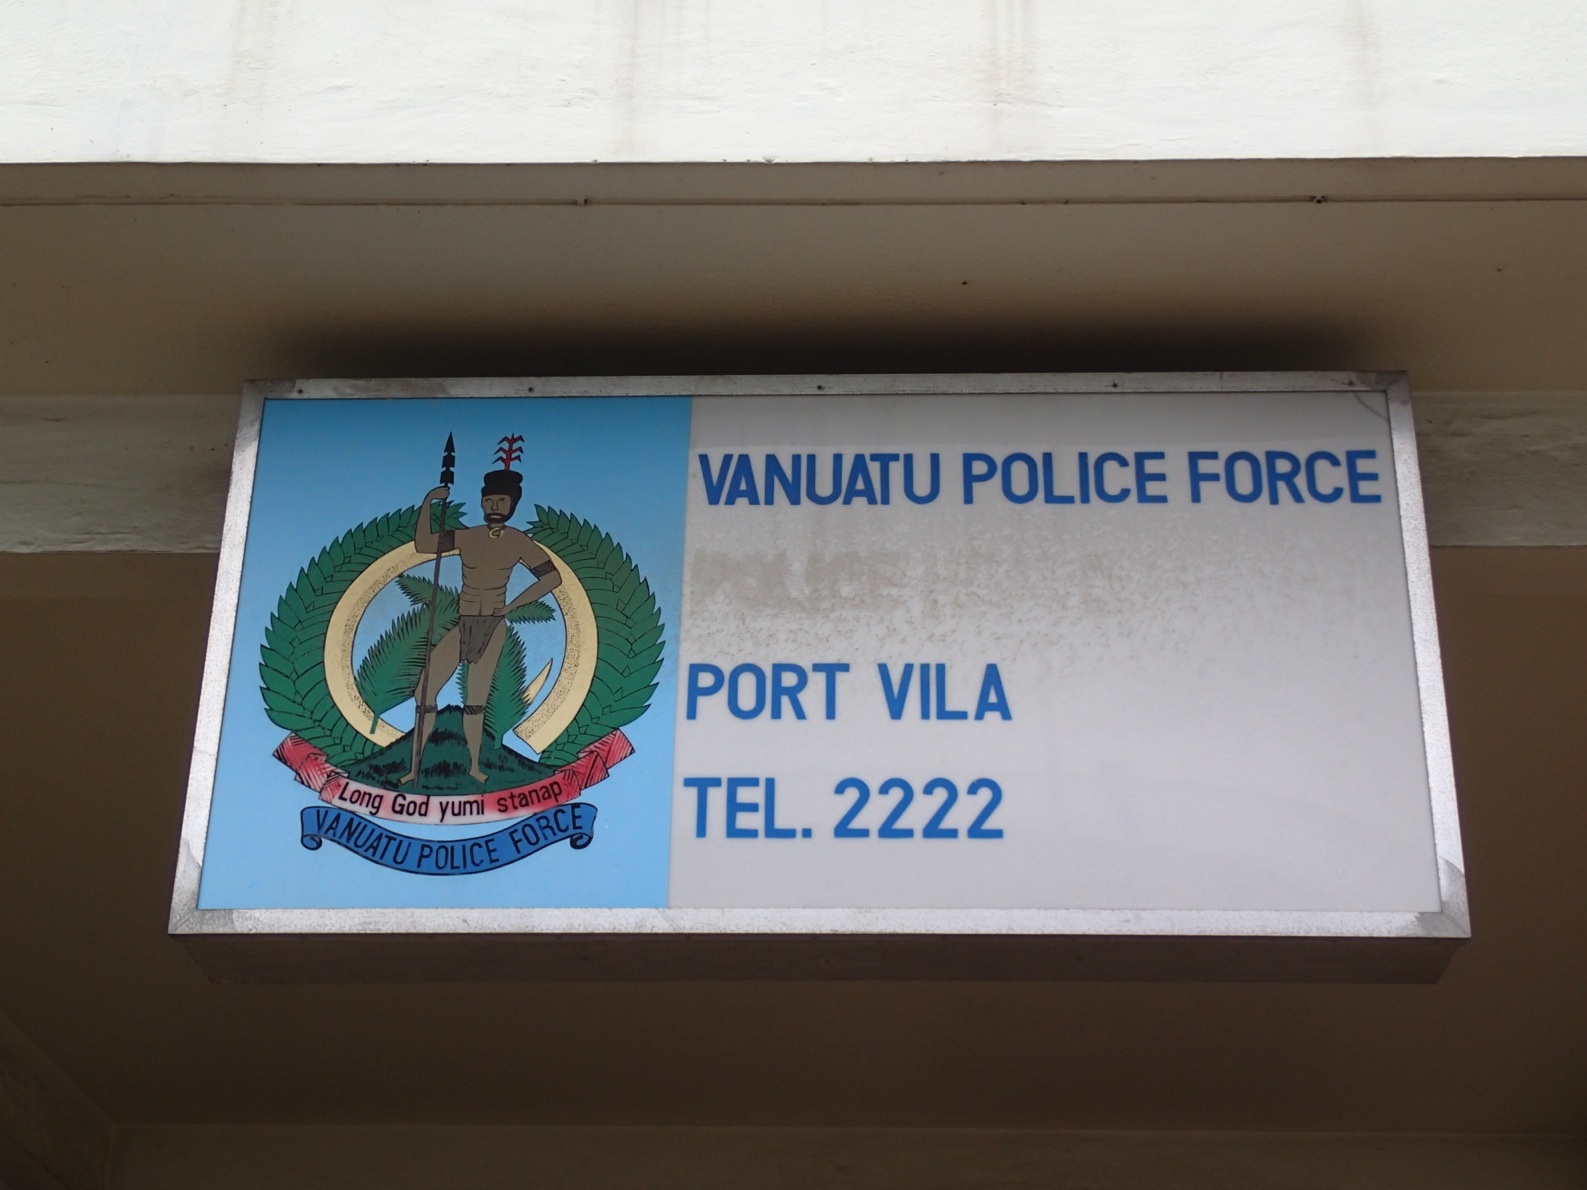 VANUATU POLICE FORCE
PORT VILA
TEL. 2222
Long God yumi stanap
VANUATU POLICE FORCE